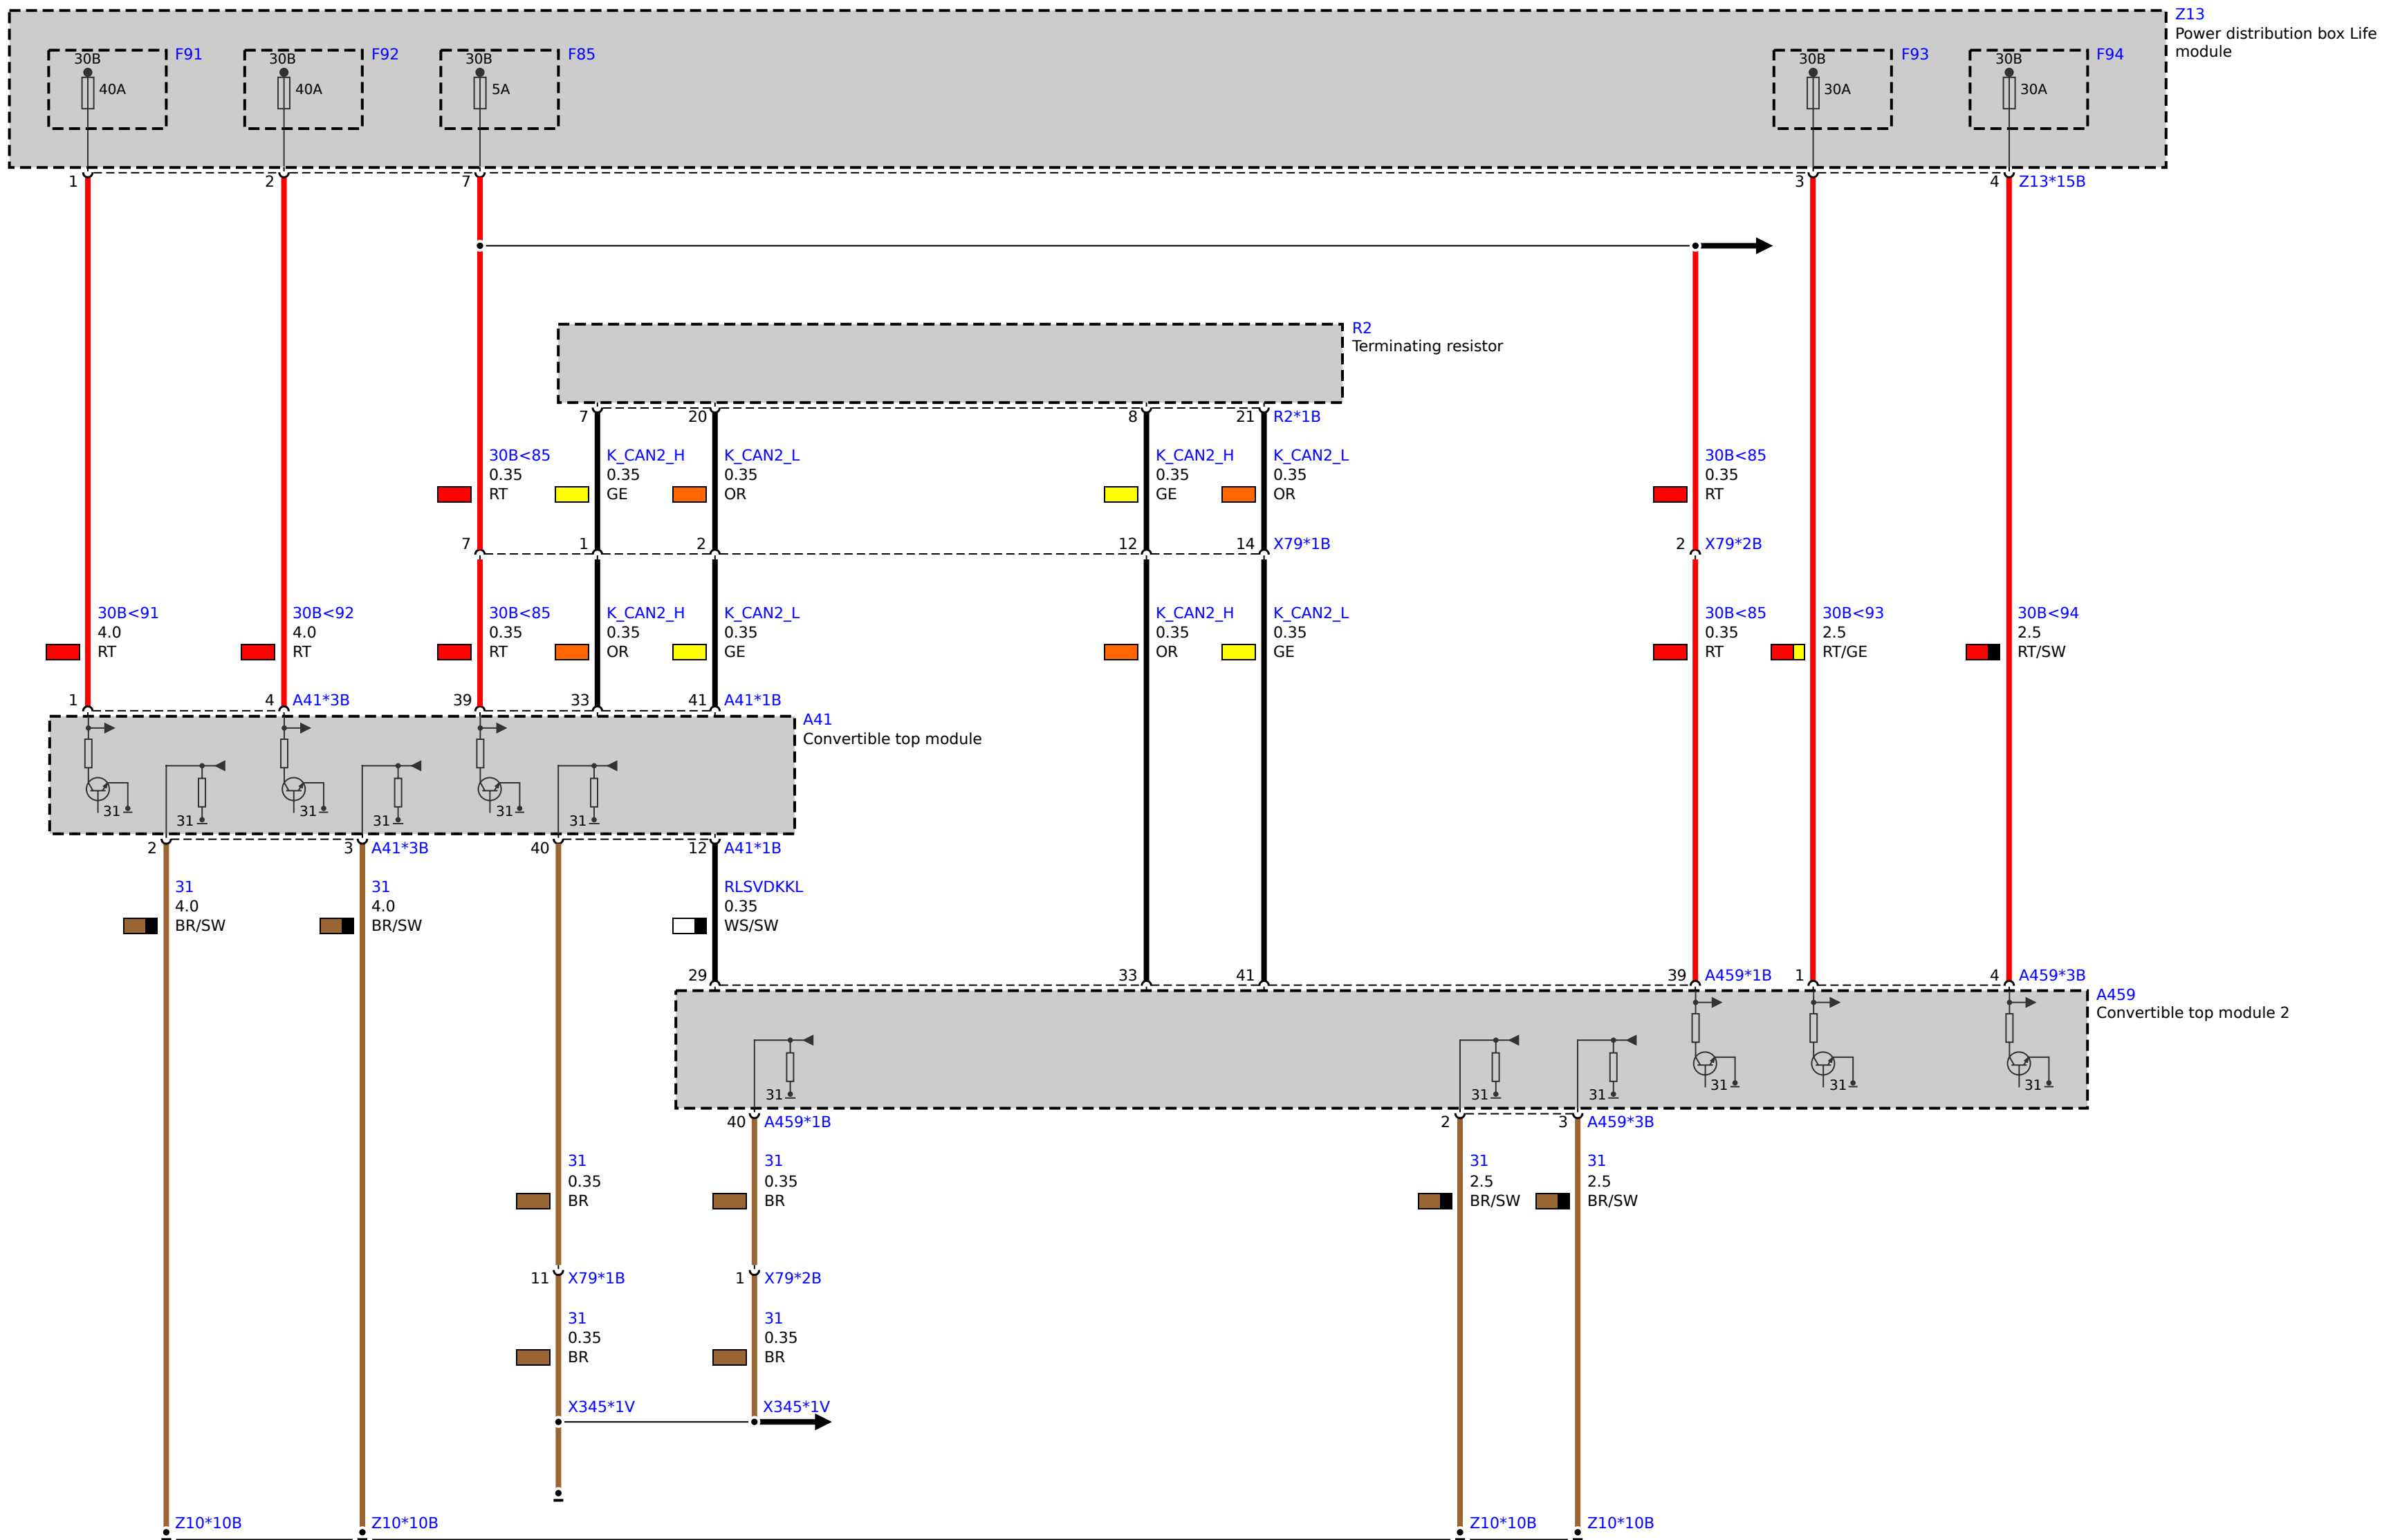 Z13
Power distribution box Life
module
30B F91 30B F92 30B F85 30B F93 30B F94
40A 40A 5A 30A 30A
1 2 7 3 4 Z13*15B
R2
Terminating resistor
7 20 8 21 R2*1B
30B<85 K_CAN2_H K_CAN2_L K_CAN2_H K_CAN2_L 30B<85
0.35 0.35 0.35 0.35 0.35 0.35
RT GE OR GE OR RT
7 1 2 12 14 X79*1B 2 X79*2B
30B<91 30B<92 30B<85 K_CAN2_H K_CAN2_L K_CAN2_H K_CAN2_L 30B<85 30B<93 30B<94
4.0 4.0 0.35 0.35 0.35 0.35 0.35 0.35 2.5 2.5
RT RT RT OR GE OR GE RT RT/GE RT/SW
1 4 A41*3B 39 33 41 A41*1B
A41
Convertible top module
31 31 31
31 31 31
2 3 A41*3B 40 12 A41*1B
31 31 RLSVDKKL
4.0 4.0 0.35
BR/SW BR/SW WS/SW
29 33 41 39 A459*1B 1 4 A459*3B
A459
Convertible top module 2
31 31 31
31 31 31
40 A459*1B 2 3 A459*3B
31 31 31 31
0.35 0.35 2.5 2.5
BR BR BR/SW BR/SW
11 X79*1B 1 X79*2B
31 31
0.35 0.35
BR BR
X345*1V X345*1V
Z10*10B Z10*10B Z10*10B Z10*10B